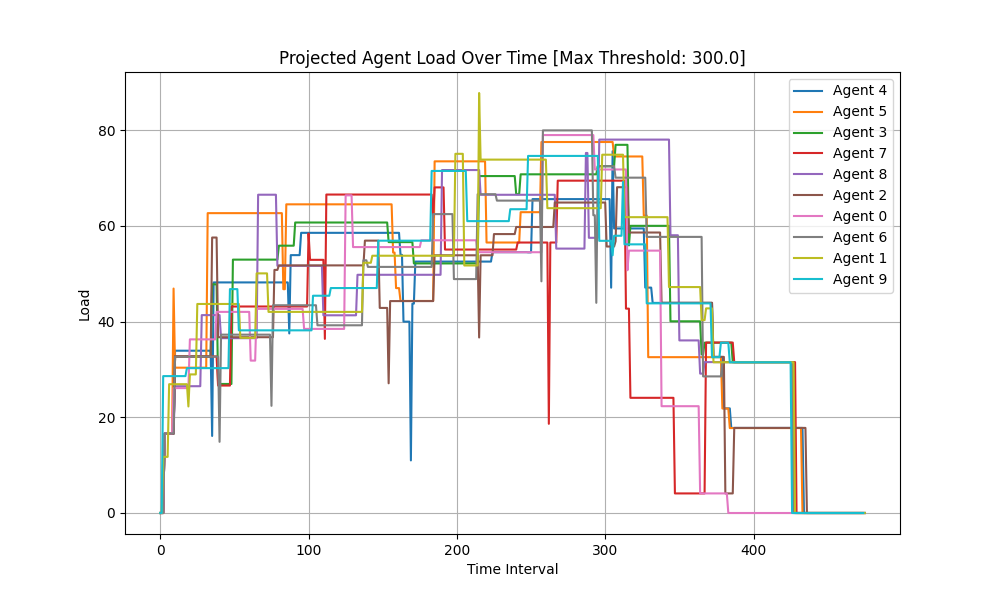 Projected Agent Load Over Time [Max Threshold: 300.0]
Agent 4
Agent 5
Agent 3
Agent 7
Agent 8
Agent 2
Agent 0
Agent 6
Agent 1
Agent 9
Load
80
60
40
20
0
0 100 200 300 400
Time Interval